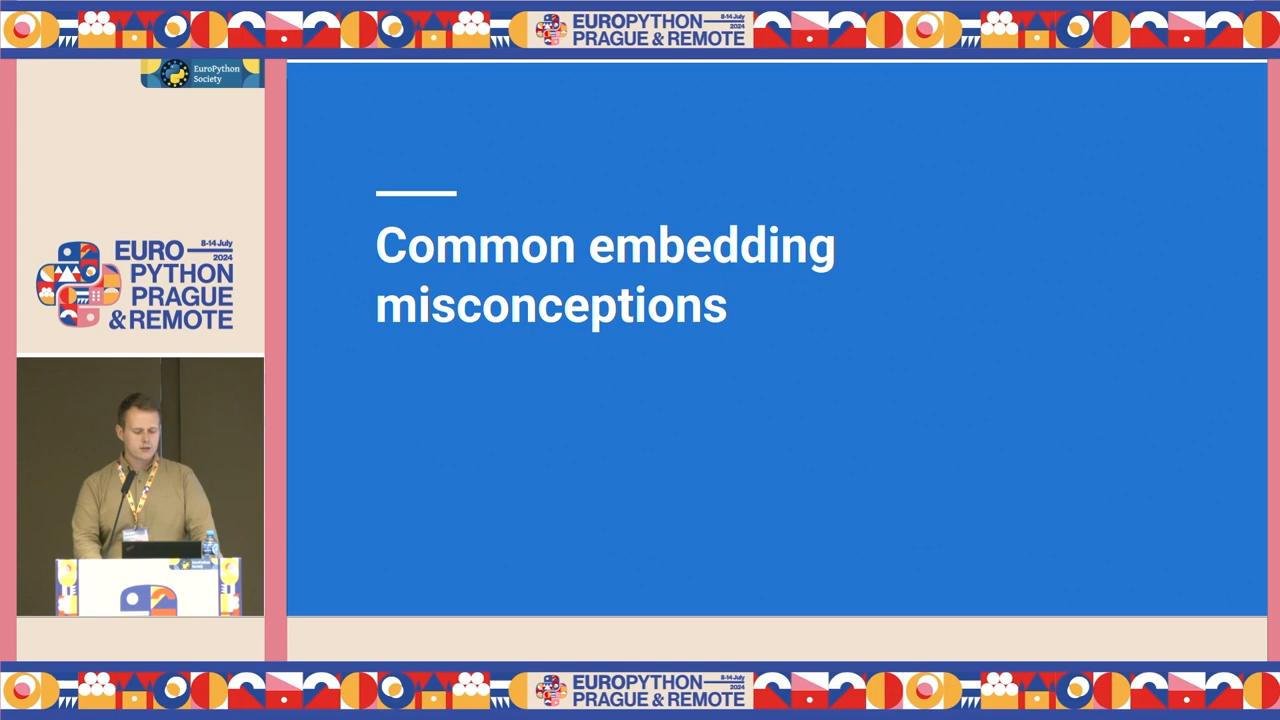 EUROPYTHON
8-14 July
2024
PRAGUE & REMOTE
EuroPython
Society
EURO
8-14 July
2024
PYTHON
PRAGUE
& REMOTE
Common embedding
misconceptions
EUROPYTHON
8-14 July
2024
PRAGUE & REMOTE